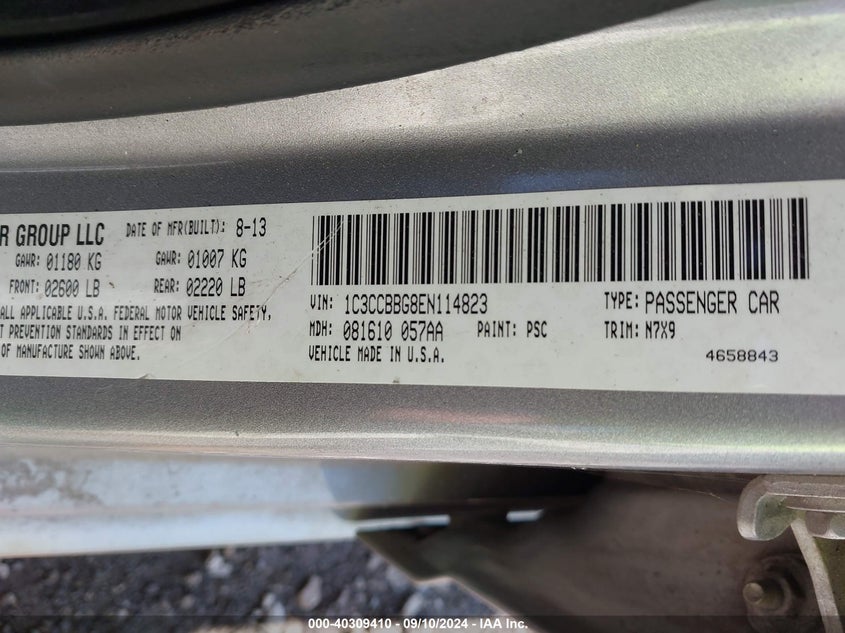 R GROUP LLC DATE OF MFR(BUILT): 8-13
GAWR: 01180 KG GAWR: 01007 KG
FRONT: 02600 LB REAR: 02220 LB
ALL APPLICABLE U.S.A. FEDERAL MOTOR VEHICLE SAFETY,
T PREVENTION STANDARDS IN EFFECT ON
OF MANUFACTURE SHOWN ABOVE.
VIN: 1C3CCBBG8EN114823 TYPE: PASSENGER CAR
MDH: 081610 057AA PAINT: PSC TRIM: N7X9
VEHICLE MADE IN U.S.A.
4658843
000-40309410 - 09/10/2024 - IAA Inc.